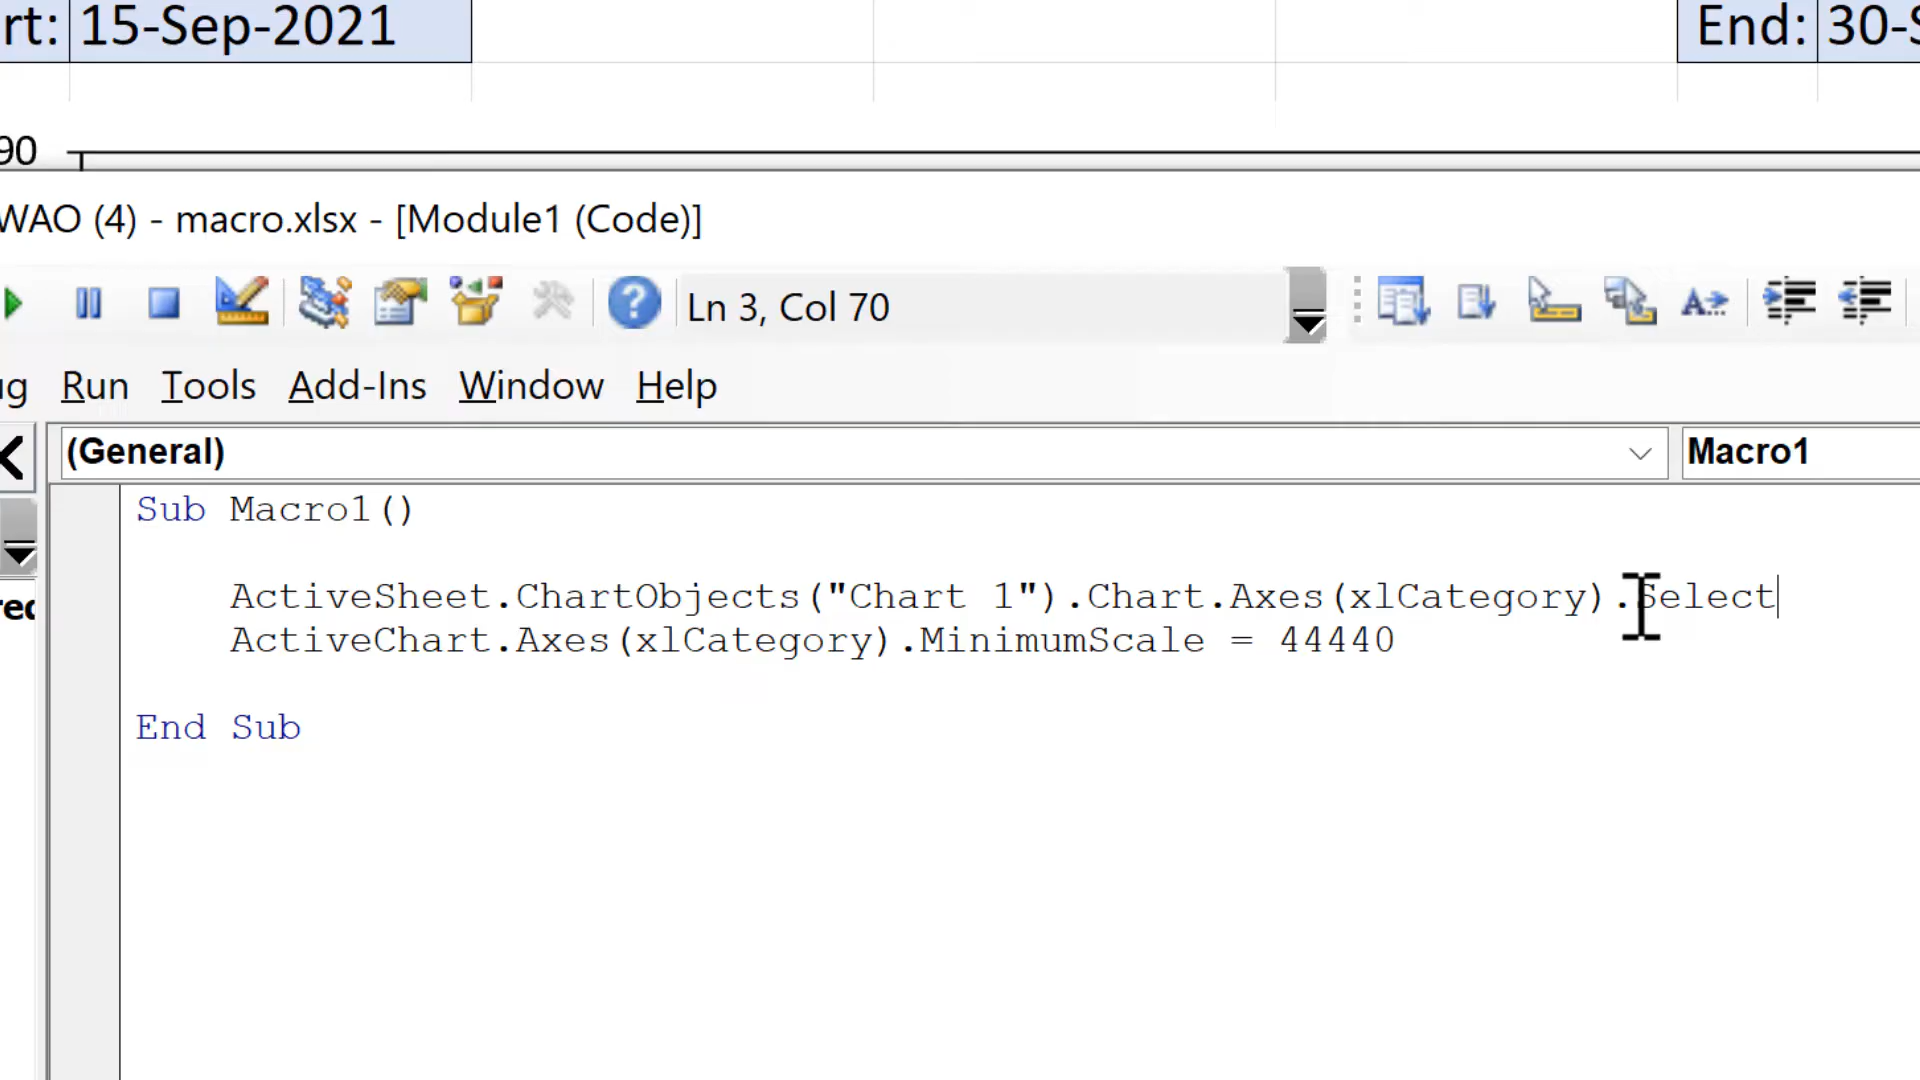 rt: 15-Sep-2021 End: 30-S
90
WAO (4) - macro.xlsx - [Module1 (Code)]
Ln 3, Col 70
ug Run Tools Add-Ins Window Help
(General) Macro1
Sub Macro1()
ActiveSheet.ChartObjects("Chart 1").Chart.Axes(xlCategory).Select
ActiveChart.Axes(xlCategory).MinimumScale = 44440
End Sub